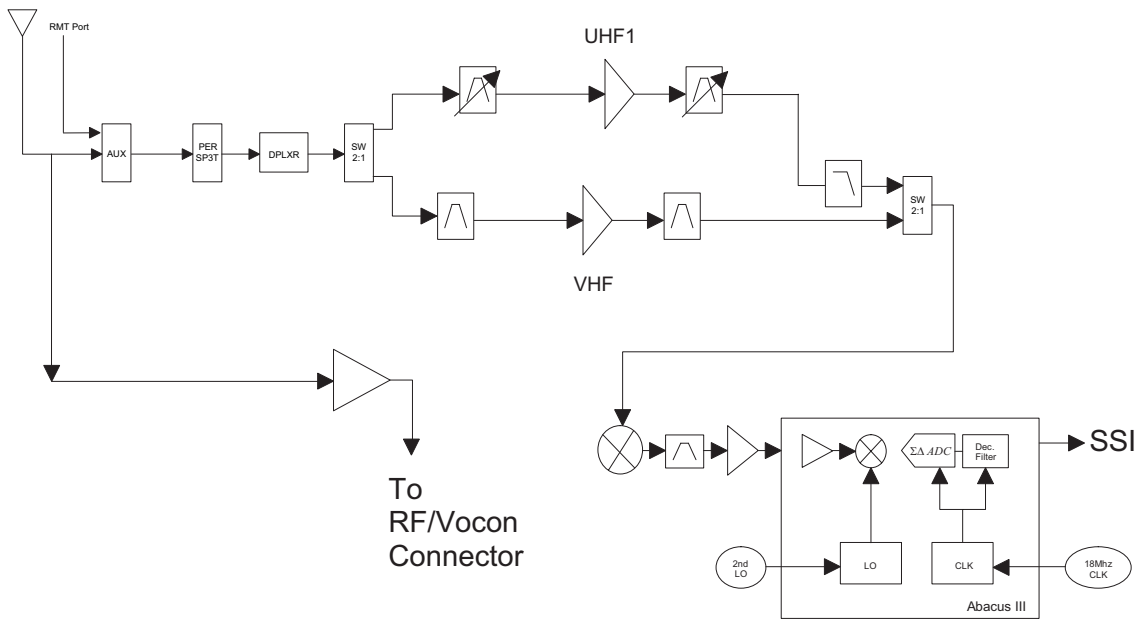 RMT Port
UHF1
AUX
PER
SP3T
DPLXR
SW
2:1
SW
2:1
VHF
To
RF/Vocon
Connector
ΣΔ ADC
Dec.
Filter
SSI
2nd
LO
LO
CLK
18Mhz
CLK
Abacus III